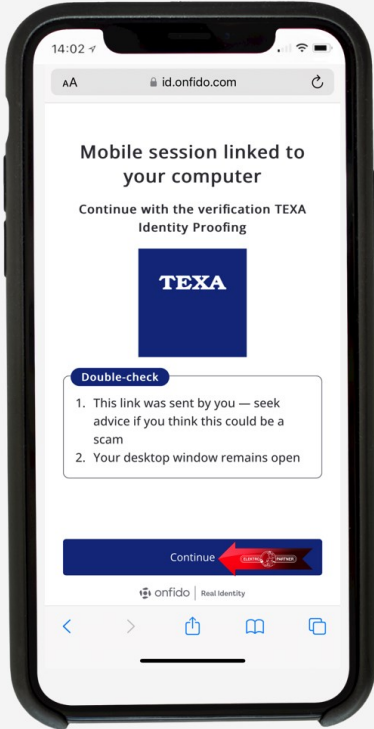 14:02
AA id.onfido.com
Mobile session linked to
your computer
Continue with the verification TEXA
Identity Proofing
TEXA
Double-check
1. This link was sent by you — seek
advice if you think this could be a
scam
2. Your desktop window remains open
Continue
ELEKTRO PARTNER
onfido | Real Identity